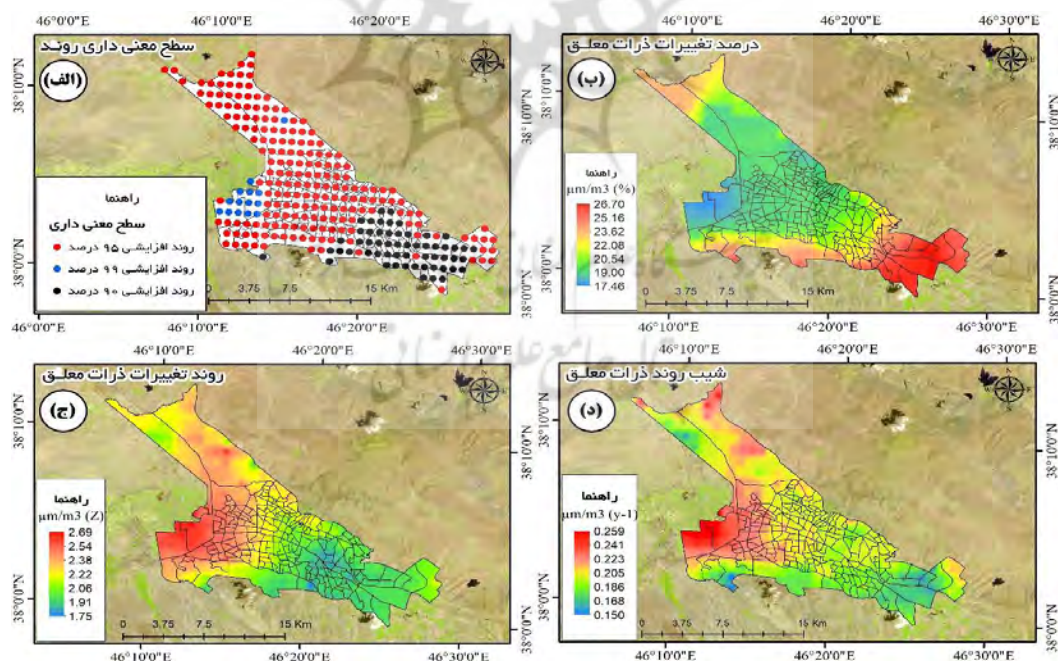 46°0'0"E
46°10'0"E
46°20'0"E
سطح معنی داری روند
(الف)
38°10'0"N
38°0'0"N
راهنما
سطح معنی داری
روند افزایشی ۹۵ درصد
روند افزایشی ۹۹ درصد
روند افزایشی ۹۰ درصد
0 3.75 7.5 15 Km
46°0'0"E
46°10'0"E
46°20'0"E
46°10'0"E
46°20'0"E
46°30'0"E
درصد تغییرات ذرات معلق
(ب)
38°10'0"N
38°0'0"N
راهنما
µm/m3 (%)
26.70
25.16
23.62
22.08
20.54
19.00
17.46
0 3.75 7.5 15 Km
46°10'0"E
46°20'0"E
46°30'0"E
46°10'0"E
46°20'0"E
روند تغییرات ذرات معلق
(ج)
38°10'0"N
38°0'0"N
راهنما
µm/m3 (Z)
2.69
2.54
2.38
2.22
2.06
1.91
1.75
0 3.75 7.5 15 Km
46°10'0"E
46°20'0"E
46°10'0"E
46°20'0"E
46°30'0"E
شیب روند ذرات معلق
(د)
38°10'0"N
38°0'0"N
راهنما
µm/m3 (y-1)
0.259
0.241
0.223
0.205
0.186
0.168
0.150
0 3.75 7.5 15 Km
46°10'0"E
46°20'0"E
46°30'0"E